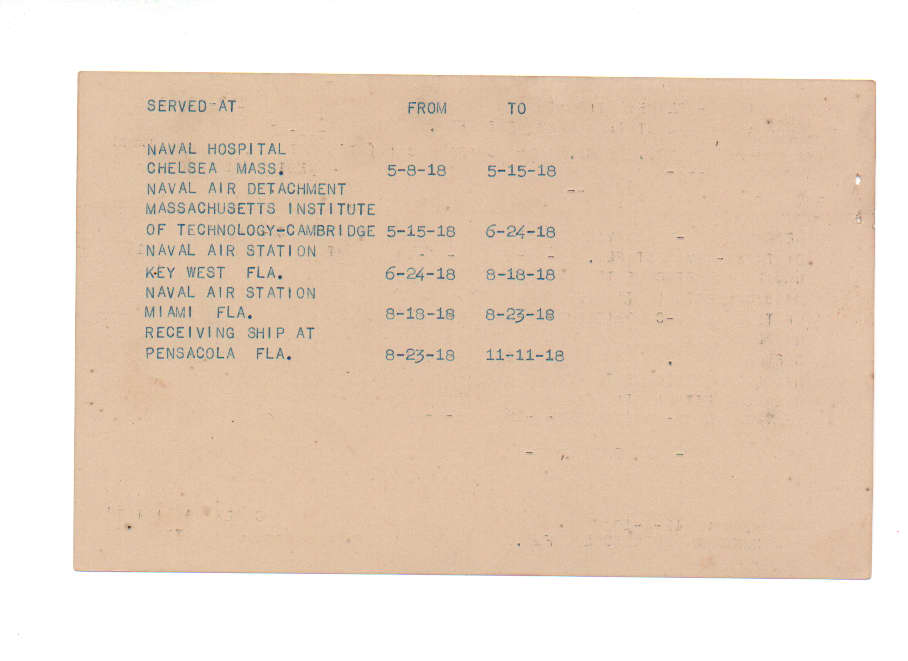 SERVED AT FROM TO
NAVAL HOSPITAL
CHELSEA MASS. 5-8-18 5-15-18
NAVAL AIR DETACHMENT
MASSACHUSETTS INSTITUTE
OF TECHNOLOGY-CAMBRIDGE 5-15-18 6-24-18
NAVAL AIR STATION
KEY WEST FLA. 6-24-18 8-18-18
NAVAL AIR STATION
MIAMI FLA. 8-18-18 8-23-18
RECEIVING SHIP AT
PENSACOLA FLA. 8-23-18 11-11-18